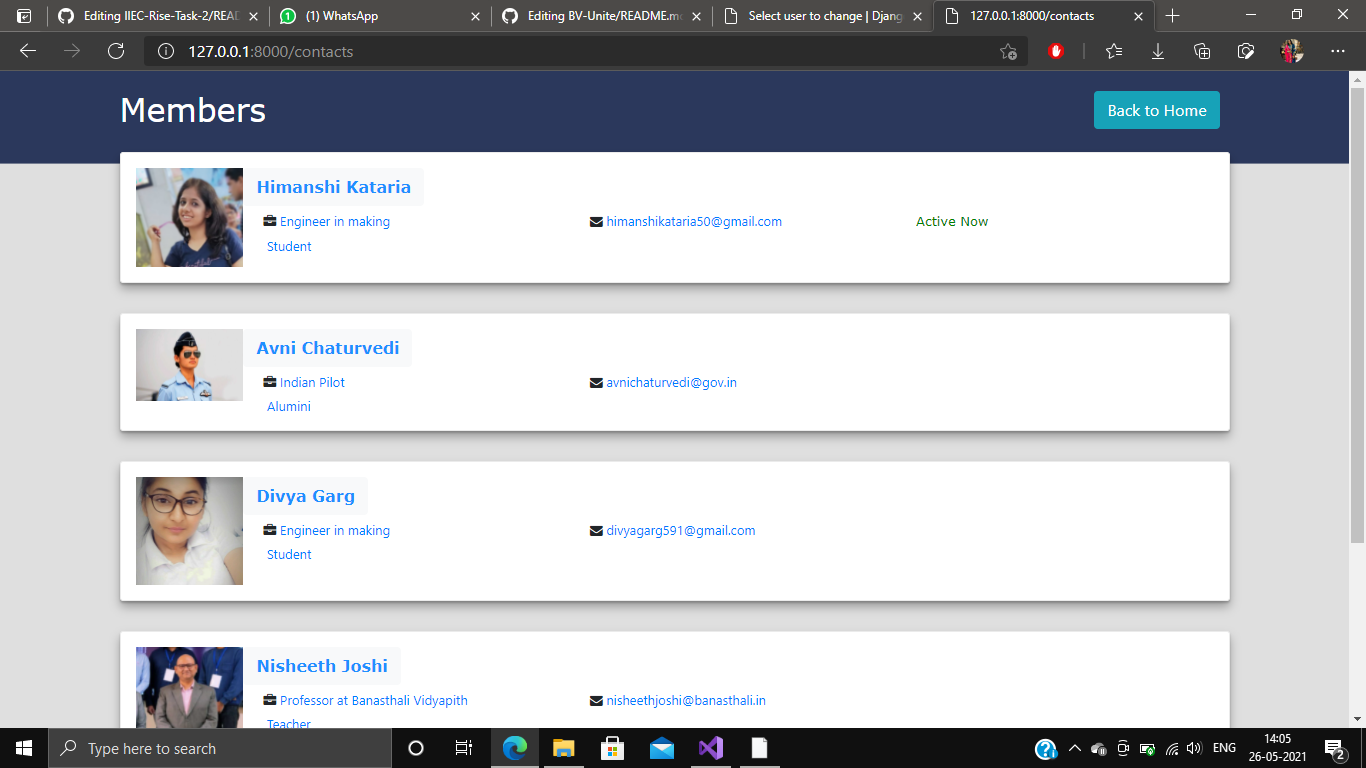 Editing IIEC-Rise-Task-2/READ
(1) WhatsApp
Editing BV-Unite/README.m
Select user to change | Djang
127.0.0.1:8000/contacts
127.0.0.1:8000/contacts
Members
Back to Home
Himanshi Kataria
Engineer in making
himanshikataria50@gmail.com
Active Now
Student
Avni Chaturvedi
Indian Pilot
avnichaturvedi@gov.in
Alumini
Divya Garg
Engineer in making
divyagarg591@gmail.com
Student
Nisheeth Joshi
Professor at Banasthali Vidyapith
nisheethjoshi@banasthali.in
Teacher
Type here to search
ENG
14:05
26-05-2021
2